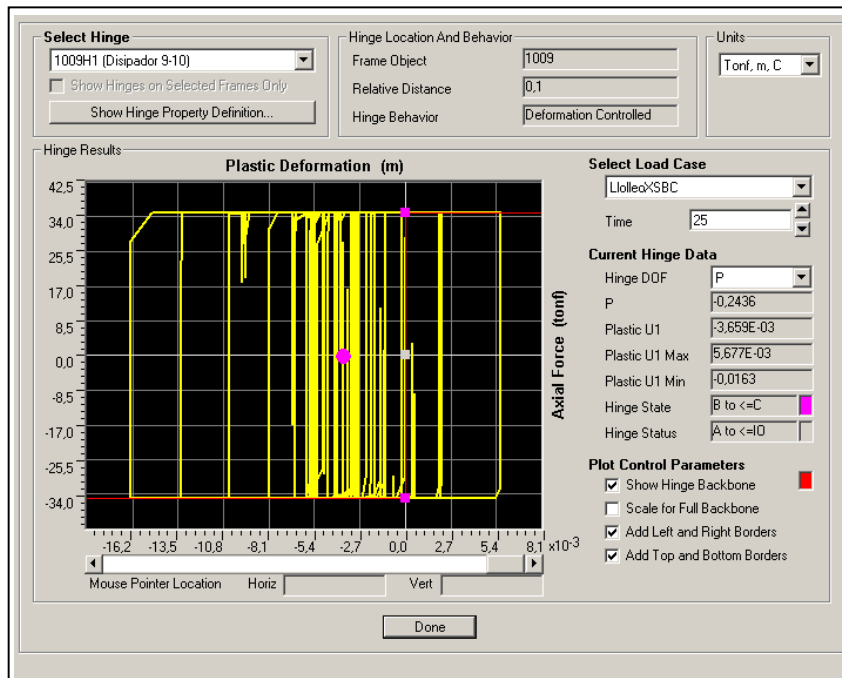 Select Hinge
1009H1 (Disipador 9-10)
Show Hinges on Selected Frames Only
Show Hinge Property Definition...
Hinge Location And Behavior
Frame Object 1009
Relative Distance 0,1
Hinge Behavior Deformation Controlled
Units
Tonf, m, C
Hinge Results
Plastic Deformation (m)
42,5
34,0
25,5
17,0
8,5
0,0
-8,5
-17,0
-25,5
-34,0
-16,2 -13,5 -10,8 -8,1 -5,4 -2,7 0,0 2,7 5,4 8,1 x10 -3
Axial Force (tonf)
Mouse Pointer Location Horiz Vert
Select Load Case
LlolleoXSBC
Time 25
Current Hinge Data
Hinge DOF P
P -0,2436
Plastic U1 -3,659E-03
Plastic U1 Max 5,677E-03
Plastic U1 Min -0,0163
Hinge State B to <=C
Hinge Status A to <=IO
Plot Control Parameters
Show Hinge Backbone
Scale for Full Backbone
Add Left and Right Borders
Add Top and Bottom Borders
Done